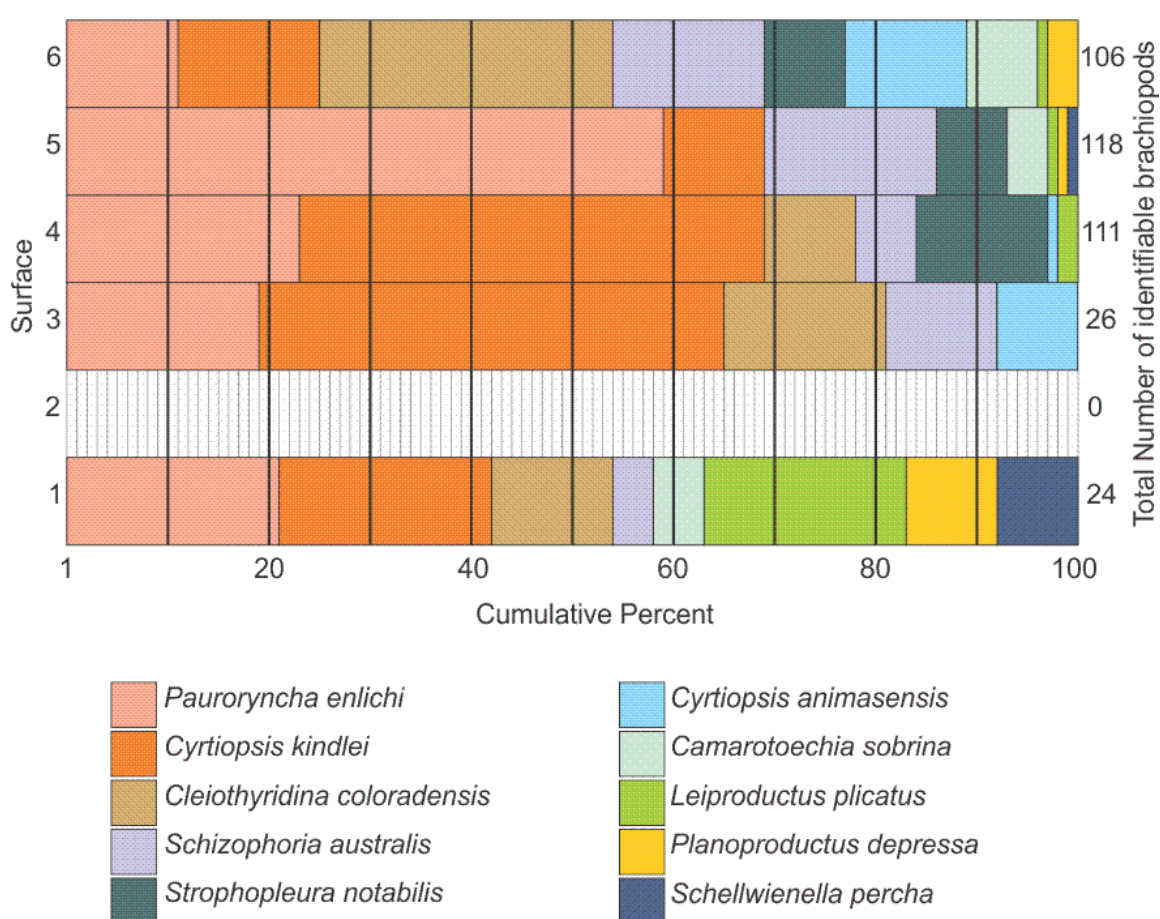 6
106
5
118
4
111
3
26
2
0
1
24
Surface
Total Number of identifiable brachiopods
1
20
40
60
80
100
Cumulative Percent
Pauroryncha enlichi
Cyrtiopsis kindlei
Cleiothyridina coloradensis
Schizophoria australis
Strophopleura notabilis
Cyrtiopsis animasensis
Camarotoechia sobrina
Leiproductus plicatus
Planoproductus depressa
Schellwienella percha